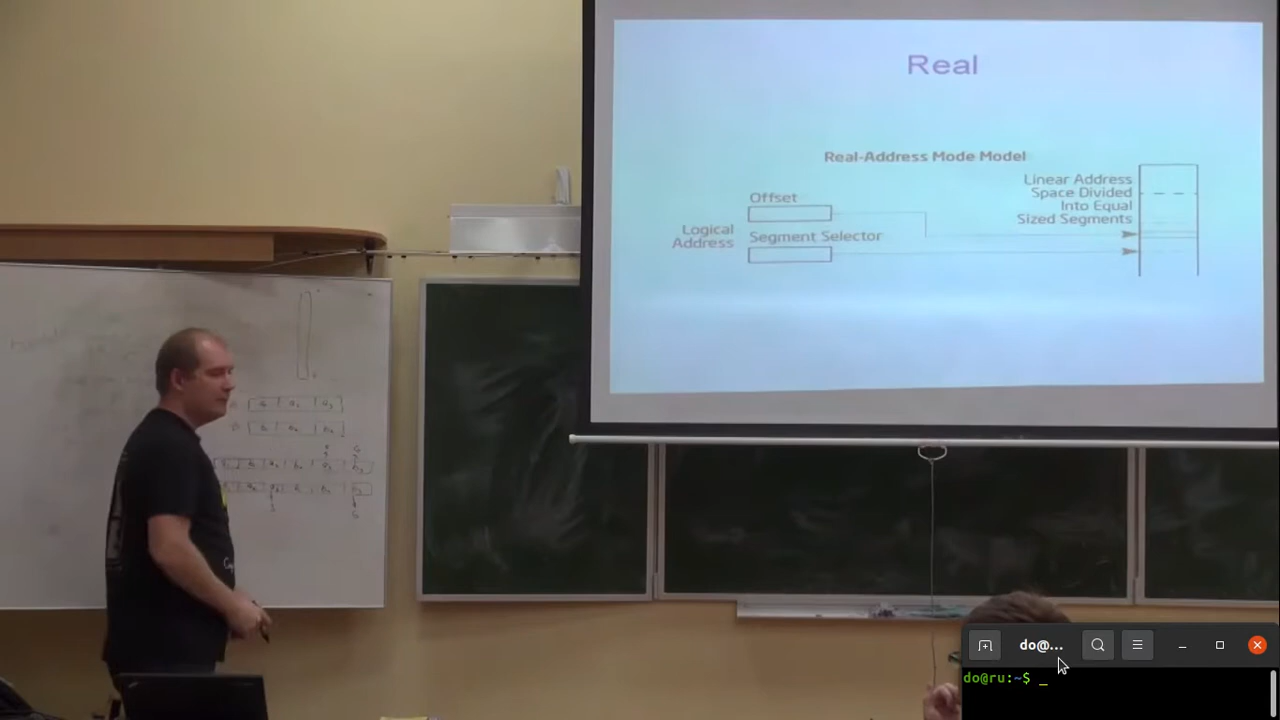 Real
Real-Address Mode Model
Linear Address
Space Divided
Into Equal
Sized Segments
Offset
Logical
Address
Segment Selector
do@...
do@ru:~$ _